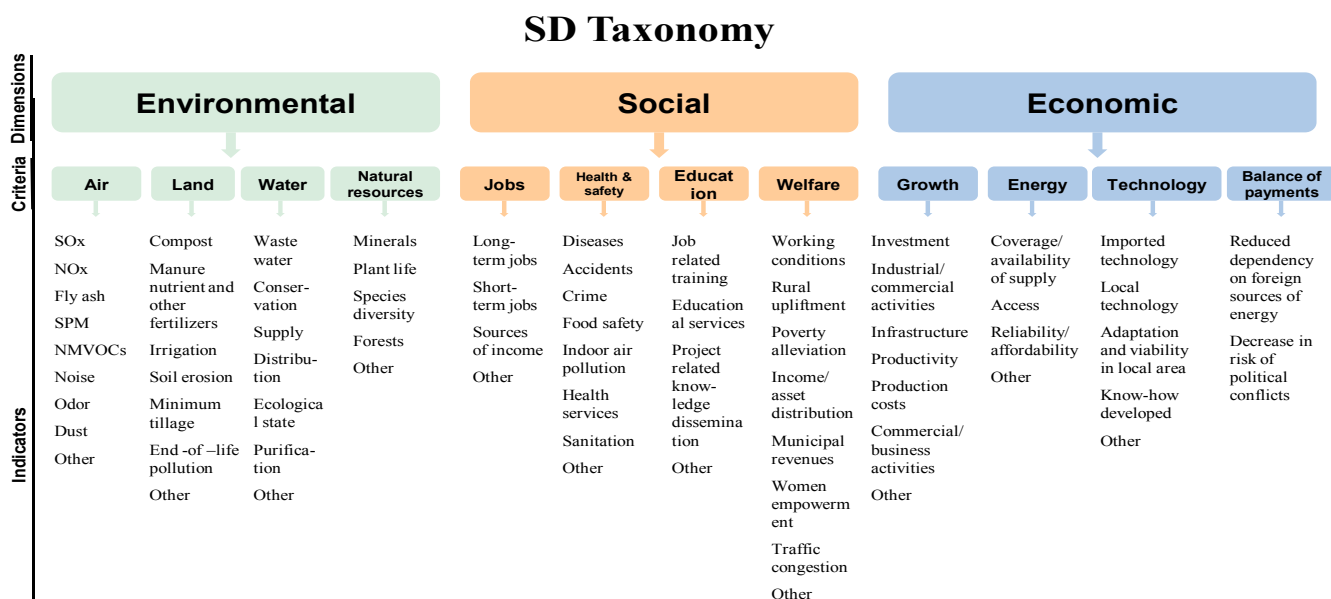 SD Taxonomy
Dimensions
Environmental
Social
Economic
Criteria
Air
Land
Water
Natural
resources
Jobs
Health &
safety
Educat
ion
Welfare
Growth
Energy
Technology
Balance of
payments
Indicators
SOx
NOx
Fly ash
SPM
NMVOCs
Noise
Odor
Dust
Other
Compost
Manure
nutrient and
other
fertilizers
Irrigation
Soil erosion
Minimum
tillage
End -of –life
pollution
Other
Waste
water
Conser-
vation
Supply
Distribu-
tion
Ecologica
l state
Purifica-
tion
Other
Minerals
Plant life
Species
diversity
Forests
Other
Long-
term jobs
Short-
term jobs
Sources
of income
Other
Diseases
Accidents
Crime
Food safety
Indoor air
pollution
Health
services
Sanitation
Other
Job
related
training
Education
al services
Project
related
know-
ledge
dissemina
tion
Other
Working
conditions
Rural
upliftment
Poverty
alleviation
Income/
asset
distribution
Municipal
revenues
Women
empowerm
ent
Traffic
congestion
Other
Investment
Industrial/
commercial
activities
Infrastructure
Productivity
Production
costs
Commercial/
business
activities
Other
Coverage/
availability
of supply
Access
Reliability/
affordability
Other
Imported
technology
Local
technology
Adaptation
and viability
in local area
Know-how
developed
Other
Reduced
dependency
on foreign
sources of
energy
Decrease in
risk of
political
conflicts